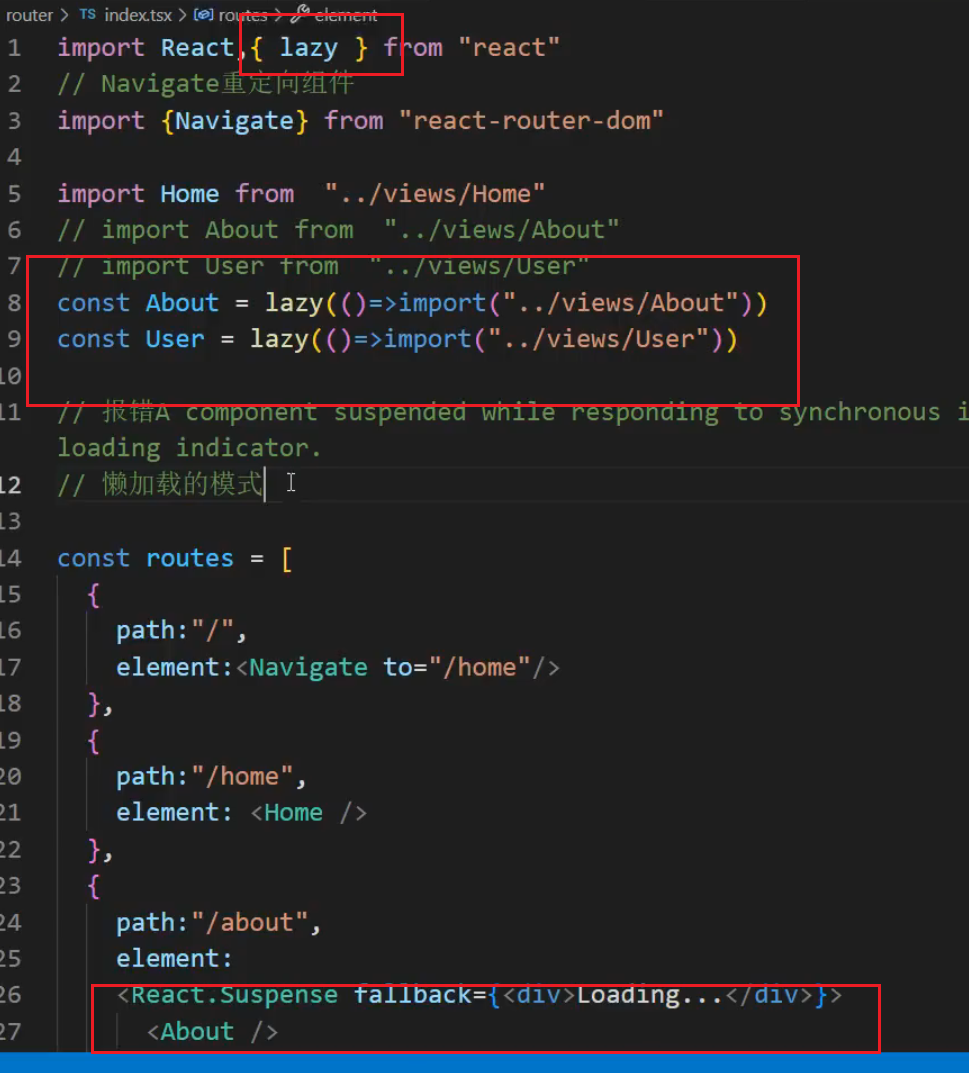 router > TS index.tsx > routes > element
1 import React,{ lazy } from "react"
2 // Navigate重定向组件
3 import {Navigate} from "react-router-dom"
4
5 import Home from  "../views/Home"
6 // import About from  "../views/About"
7 // import User from  "../views/User"
8 const About = lazy(()=>import("../views/About"))
9 const User = lazy(()=>import("../views/User"))
10
11 // 报错A component suspended while responding to synchronous i
loading indicator.
12 // 懒加载的模式
13
14 const routes = [
15 {
16 path:"/",
17 element:<Navigate to="/home"/>
18 },
19 {
20 path:"/home",
21 element: <Home />
22 },
23 {
24 path:"/about",
25 element:
26 <React.Suspense fallback={<div>Loading...</div>}>
27 <About />